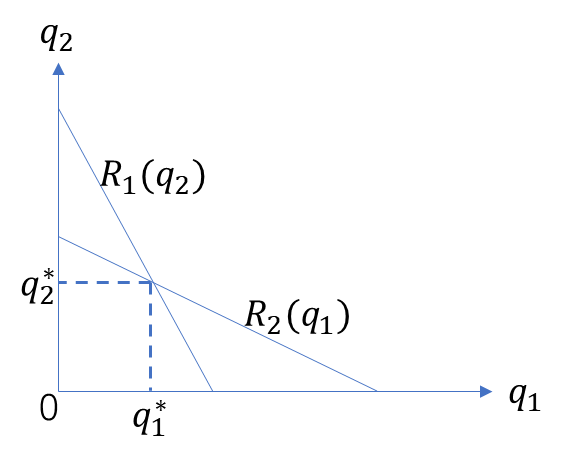 q₂
R₁(q₂)
q₂*
R₂(q₁)
0
q₁*
q₁